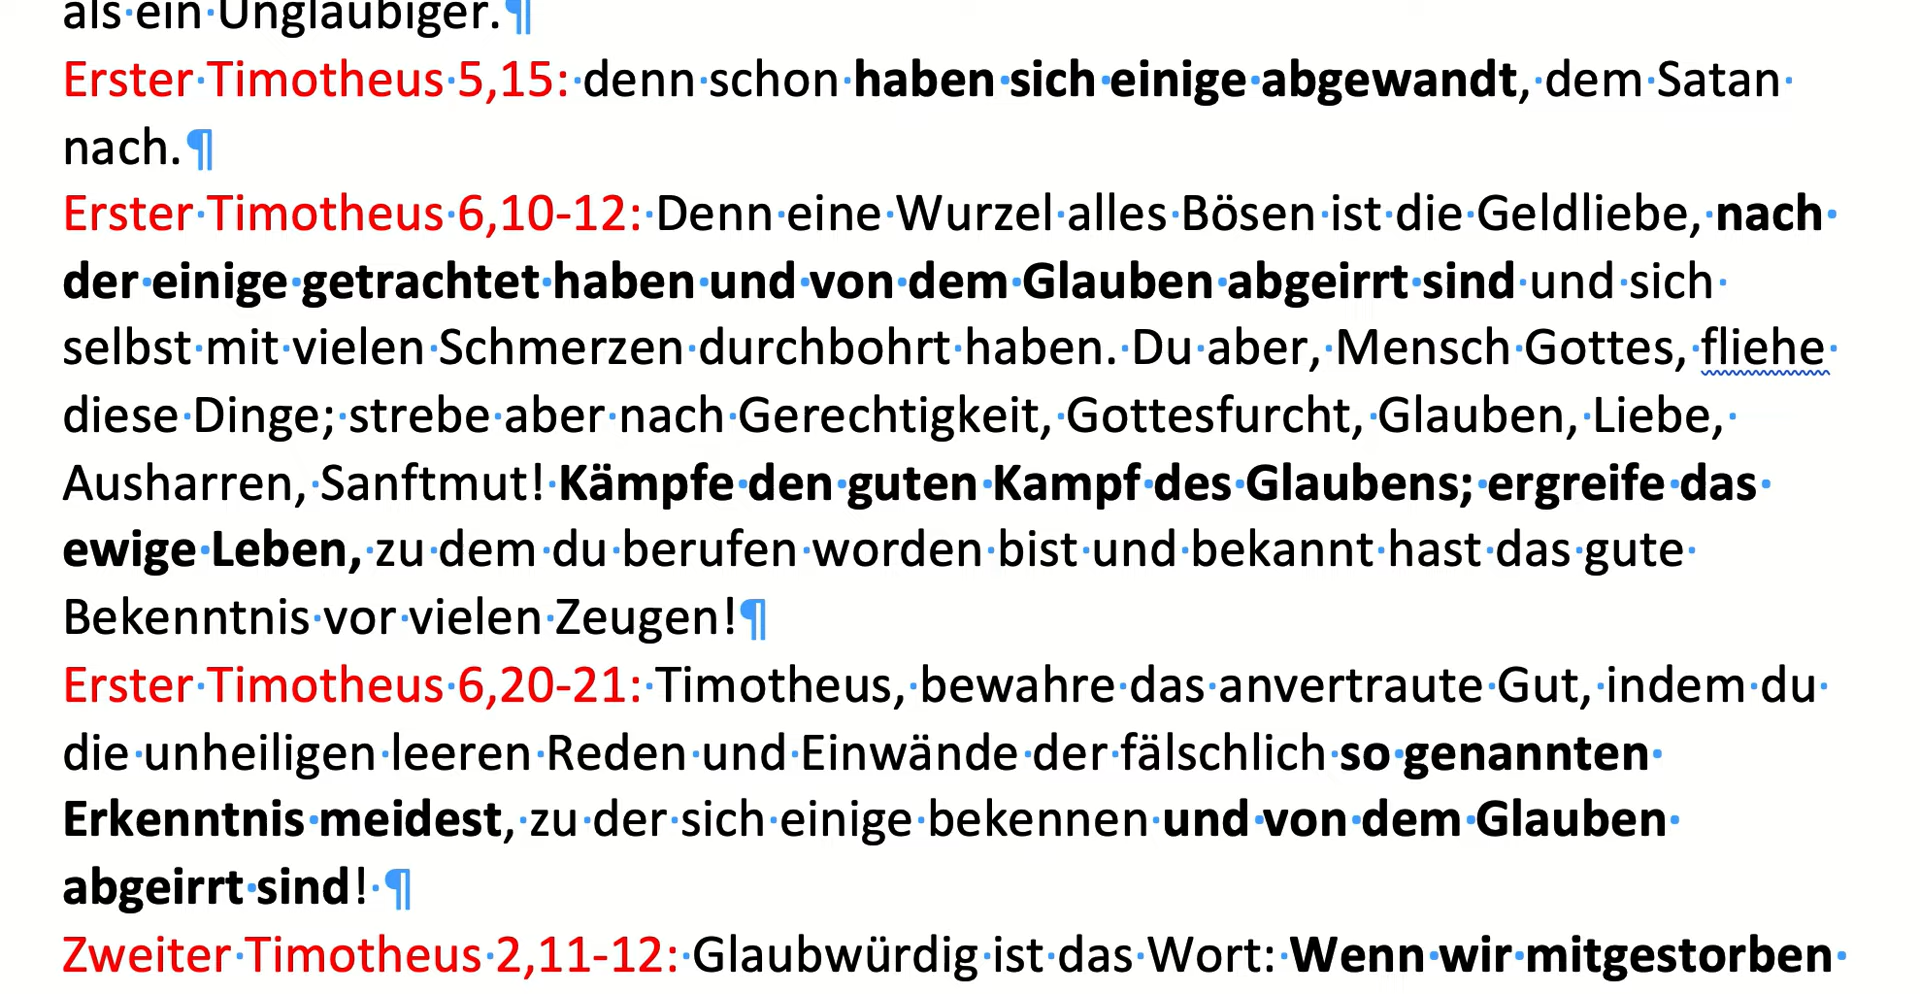 als ein Ungläubiger.¶
Erster Timotheus 5,15: denn schon haben sich einige abgewandt, dem Satan
nach.¶
Erster Timotheus 6,10-12: Denn eine Wurzel alles Bösen ist die Geldliebe, nach
der einige getrachtet haben und von dem Glauben abgeirrt sind und sich
selbst mit vielen Schmerzen durchbohrt haben. Du aber, Mensch Gottes, fliehe
diese Dinge; strebe aber nach Gerechtigkeit, Gottesfurcht, Glauben, Liebe,
Ausharren, Sanftmut! Kämpfe den guten Kampf des Glaubens; ergreife das
ewige Leben, zu dem du berufen worden bist und bekannt hast das gute
Bekenntnis vor vielen Zeugen!¶
Erster Timotheus 6,20-21: Timotheus, bewahre das anvertraute Gut, indem du
die unheiligen leeren Reden und Einwände der fälschlich so genannten
Erkenntnis meidest, zu der sich einige bekennen und von dem Glauben
abgeirrt sind! ¶
Zweiter Timotheus 2,11-12: Glaubwürdig ist das Wort: Wenn wir mitgestorben